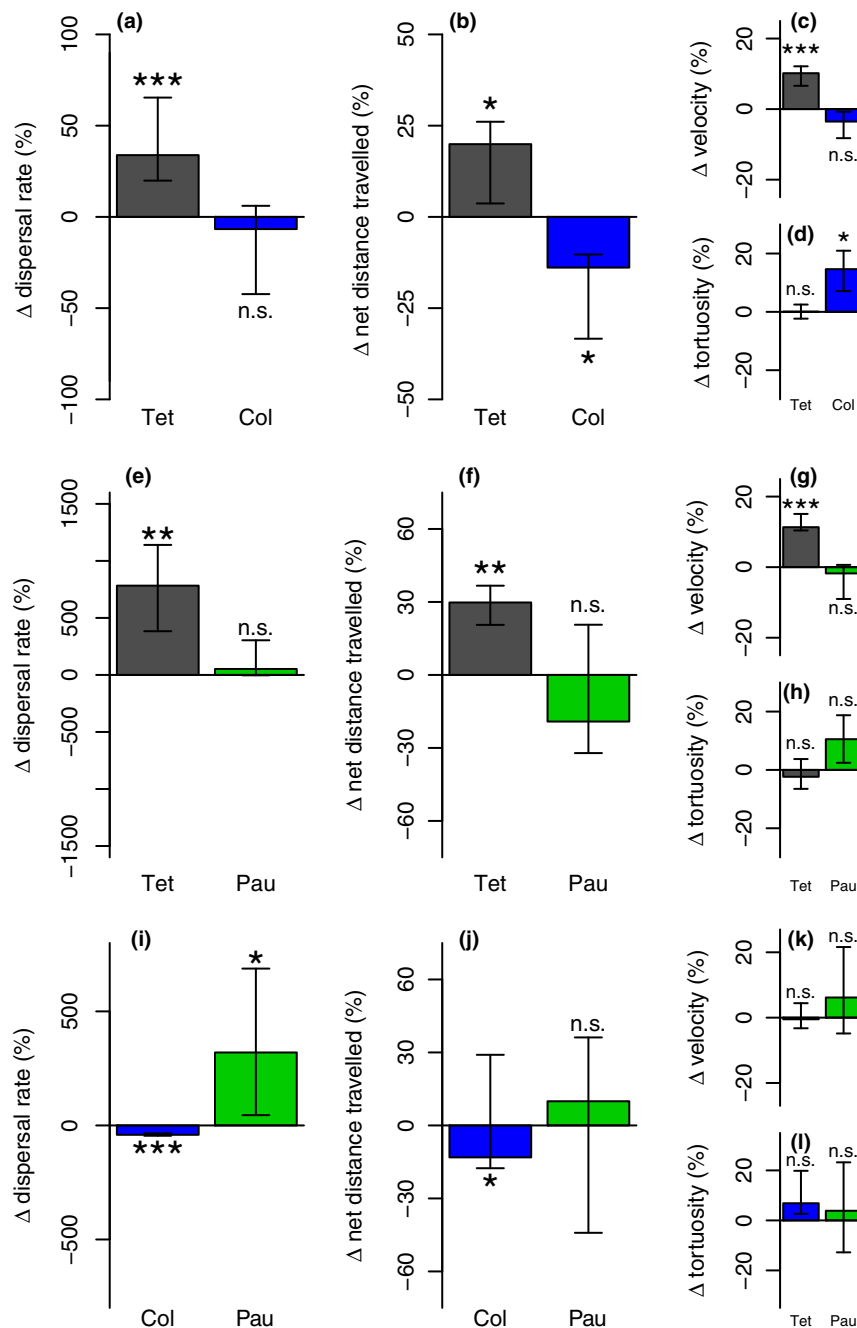 (a)
Δ dispersal rate (%)
100
50
0
−50
−100
***
n.s.
Tet Col
(b)
Δ net distance travelled (%)
50
25
0
−25
−50
*
*
Tet Col
(c)
Δ velocity (%)
20
0
−20
***
n.s.
(d)
Δ tortuosity (%)
20
0
−20
n.s.
*
Tet Col
(e)
Δ dispersal rate (%)
1500
500
0
−500
−1500
**
n.s.
Tet Pau
(f)
Δ net distance travelled (%)
60
30
0
−30
−60
**
n.s.
Tet Pau
(g)
Δ velocity (%)
20
0
−20
***
n.s.
(h)
Δ tortuosity (%)
20
0
−20
n.s.
n.s.
Tet Pau
(i)
Δ dispersal rate (%)
500
0
−500
***
*
Col Pau
(j)
Δ net distance travelled (%)
60
30
0
−30
−60
*
n.s.
Col Pau
(k)
Δ velocity (%)
20
0
−20
n.s.
n.s.
(l)
Δ tortuosity (%)
20
0
−20
n.s.
n.s.
Tet Pau